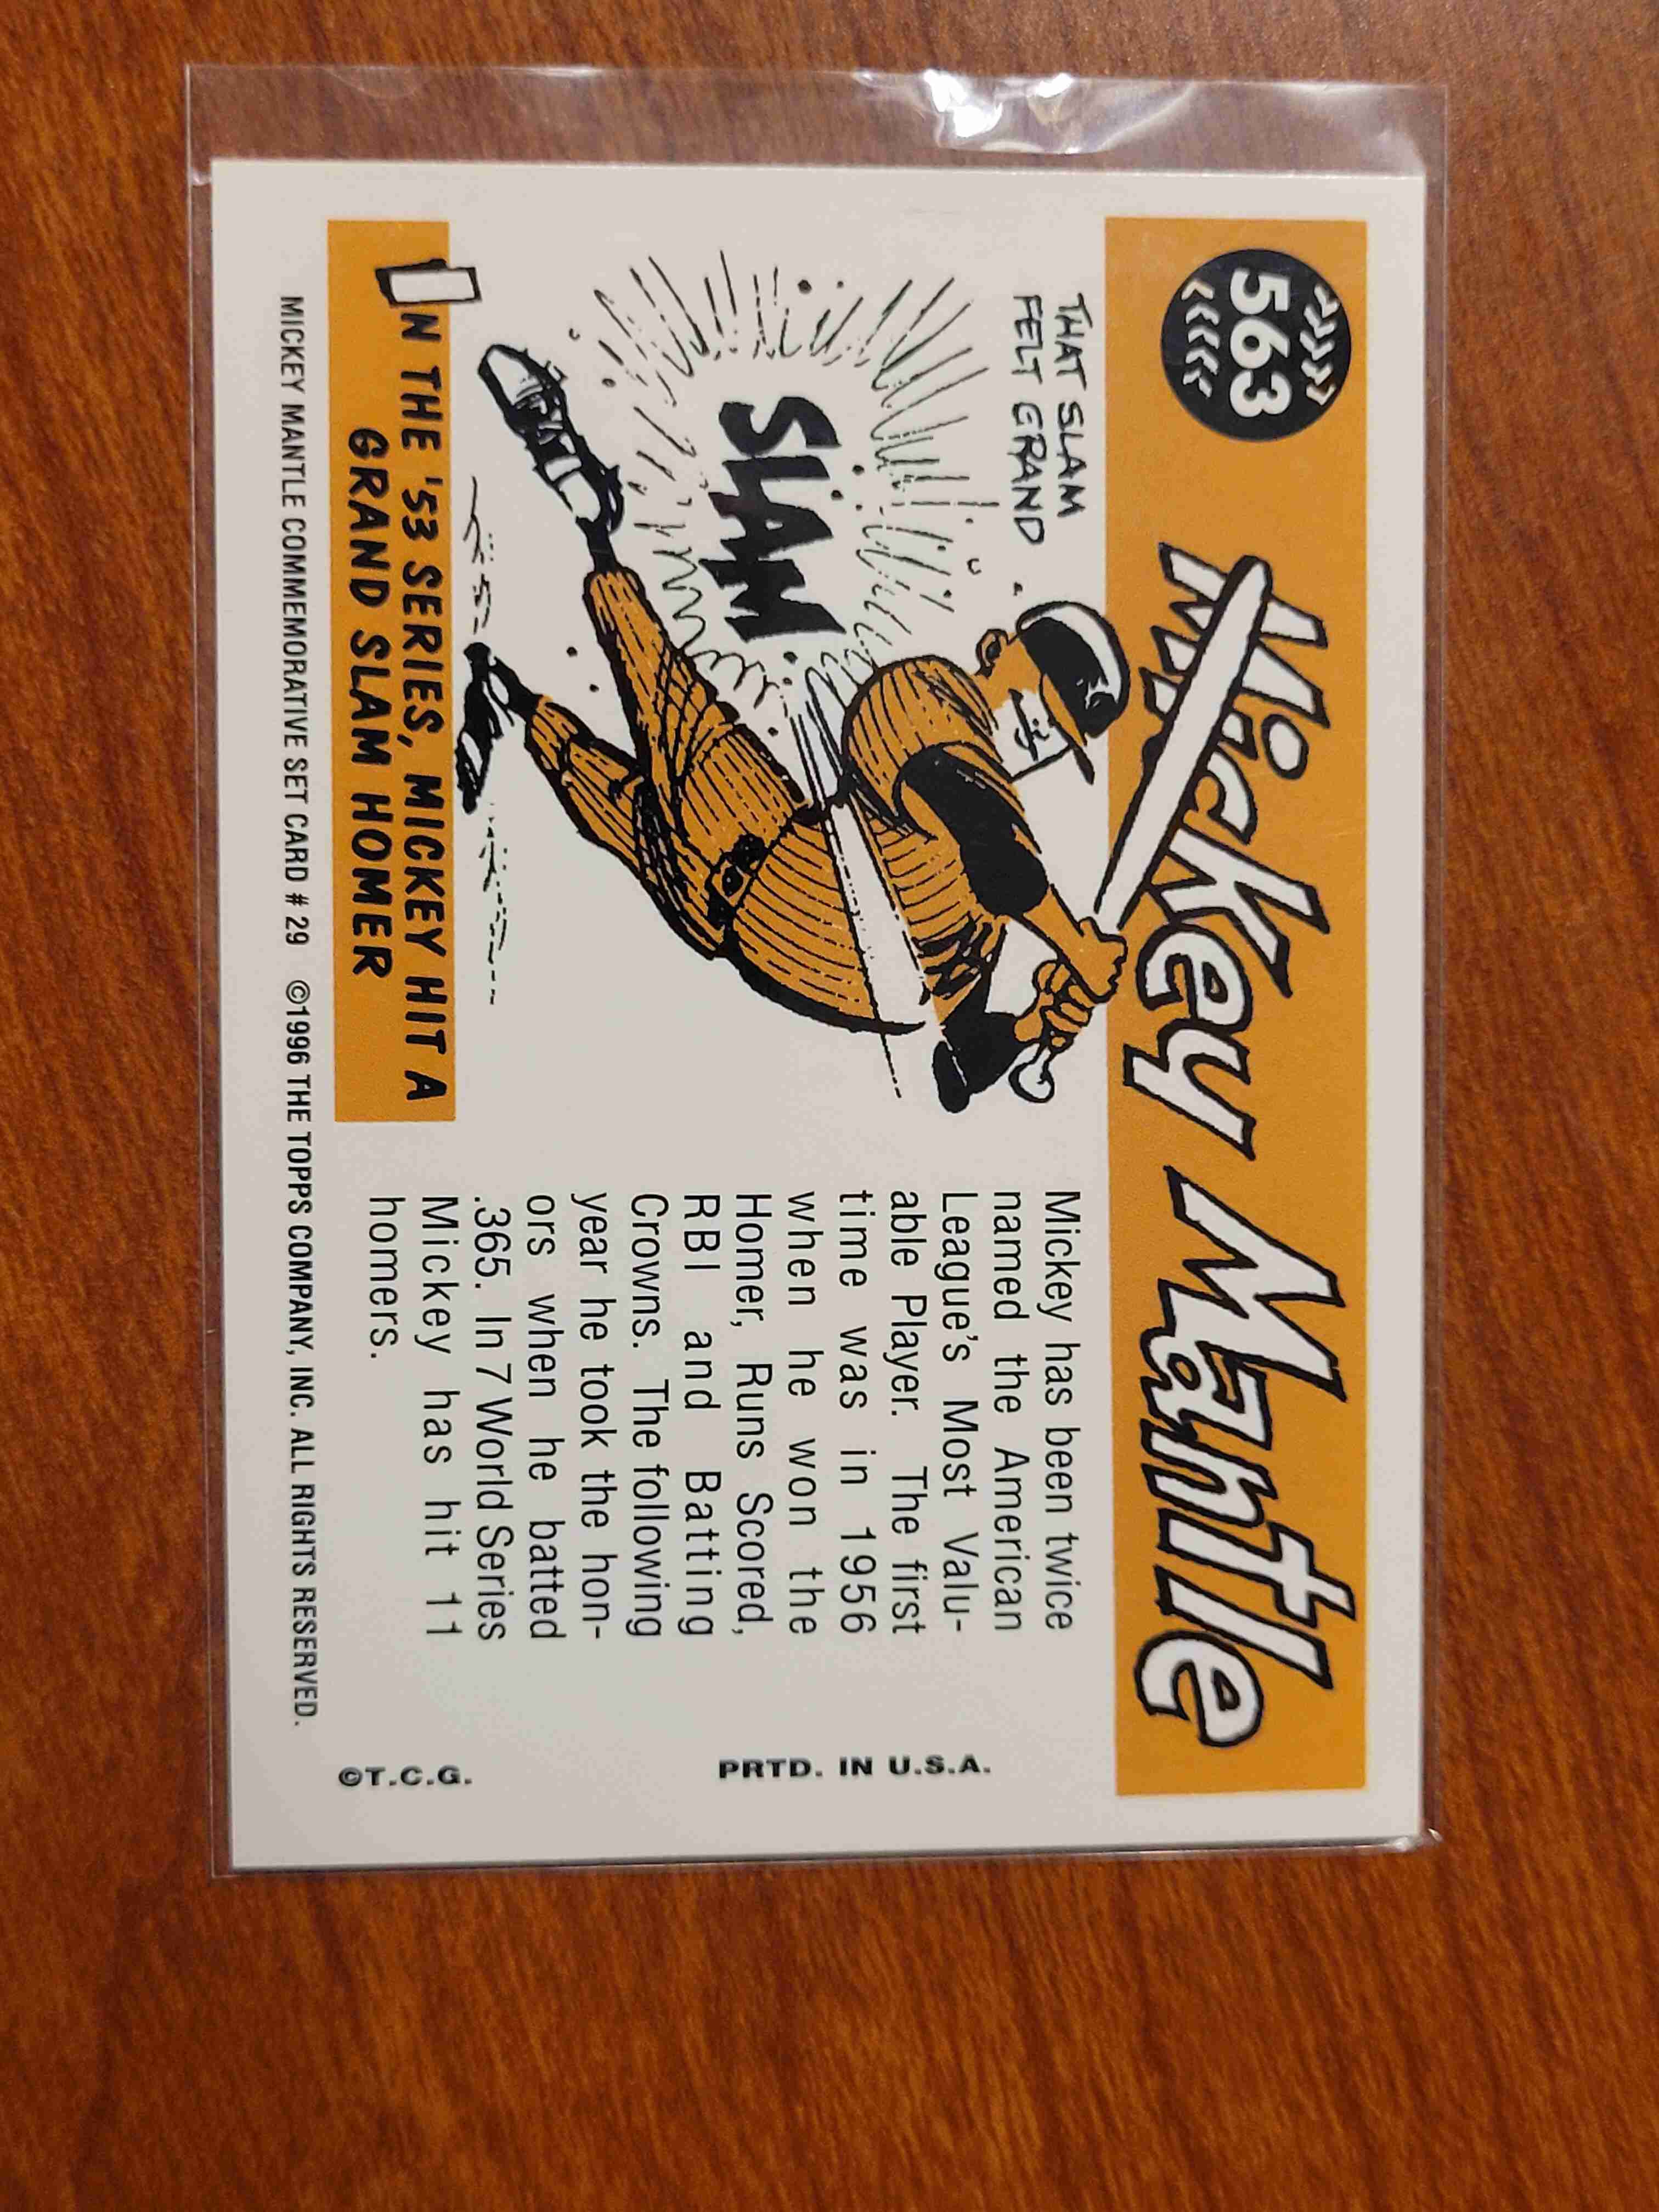 563
Mickey Mantle
THAT SLAM
FELT GRAND
SLAM
IN THE '53 SERIES, MICKEY HIT A
GRAND SLAM HOMER
Mickey has been twice
named the American
League's Most Valu-
able Player. The first
time was in 1956
when he won the
Homer, Runs Scored,
RBI and Batting
Crowns. The following
year he took the hon-
ors when he batted
.365. In 7 World Series
Mickey has hit 11
homers.
PRTD. IN U.S.A.
©T.C.G.
MICKEY MANTLE COMMEMORATIVE SET CARD # 29 ©1996 THE TOPPS COMPANY, INC. ALL RIGHTS RESERVED.